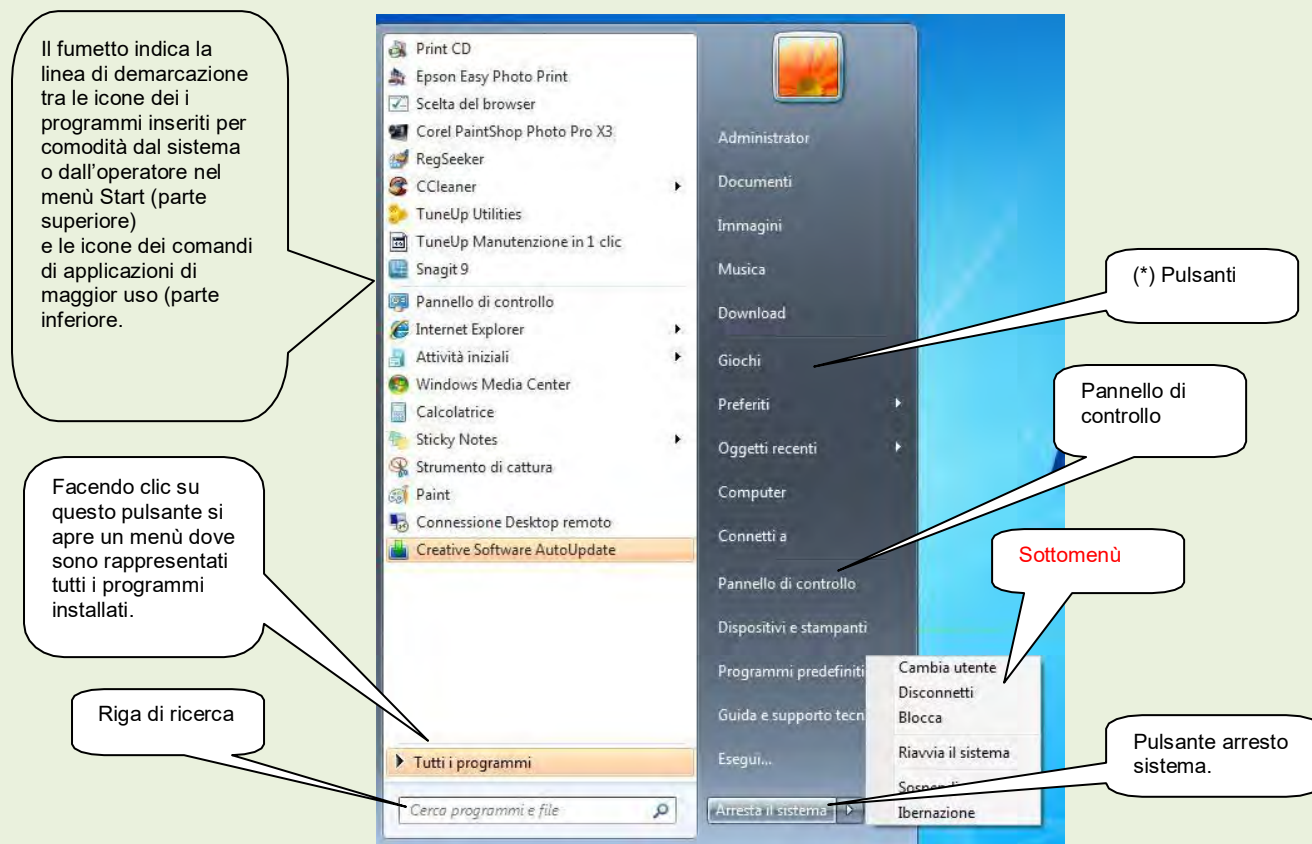 Il fumetto indica la
linea di demarcazione
tra le icone dei i
programmi inseriti per
comodità dal sistema
o dall’operatore nel
menù Start (parte
superiore)
e le icone dei comandi
di applicazioni di
maggior uso (parte
inferiore.
Facendo clic su
questo pulsante si
apre un menù dove
sono rappresentati
tutti i programmi
installati.
Riga di ricerca
Print CD
Epson Easy Photo Print
Scelta del browser
Corel PaintShop Photo Pro X3
RegSeeker
CCleaner
TuneUp Utilities
TuneUp Manutenzione in 1 clic
Snagit 9
Pannello di controllo
Internet Explorer
Attività iniziali
Windows Media Center
Calcolatrice
Sticky Notes
Strumento di cattura
Paint
Connessione Desktop remoto
Creative Software AutoUpdate
Tutti i programmi
Cerca programmi e file
Administrator
Documenti
Immagini
Musica
Download
Giochi
Preferiti
Oggetti recenti
Computer
Connetti a
Pannello di controllo
Dispositivi e stampanti
Programmi predefiniti
Guida e supporto tecn
Esegui...
Arresta il sistema
Cambia utente
Disconnetti
Blocca
Riavvia il sistema
Ibernazione
(*) Pulsanti
Pannello di
controllo
Sottomenù
Pulsante arresto
sistema.